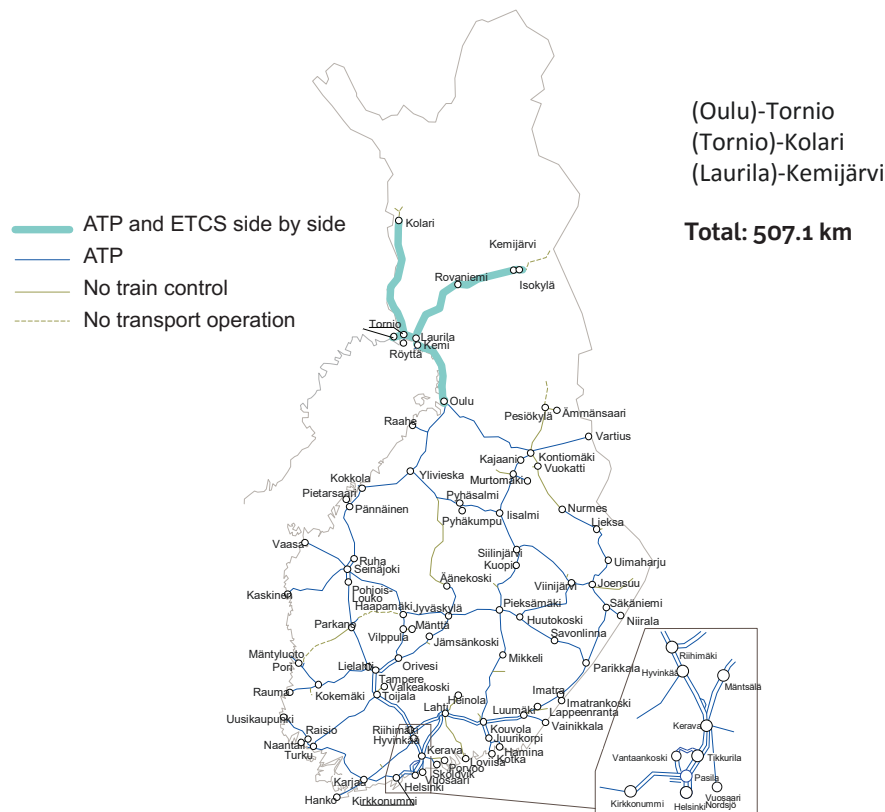 (Oulu)-Tornio
(Tornio)-Kolari
(Laurila)-Kemijärvi
Total: 507.1 km
ATP and ETCS side by side
ATP
No train control
No transport operation
Kolari
Kemijärvi
Rovaniemi
Isokylä
Tornio
Laurila
Kemi
Röyttä
Oulu
Raahe
Pesiökylä
Ämmänsaari
Vartius
Kontiomäki
Kajaani
Vuokatti
Murtomäki
Ylivieska
Kokkola
Pietarsaari
Pännäinen
Pyhäsalmi
Pyhäkumpu
Iisalmi
Nurmes
Lieksa
Vaasa
Ruha
Seinäjoki
Siilinjärvi
Kuopio
Uimaharju
Kaskinen
Pohjois-
Louko
Äänekoski
Viinijärvi
Joensuu
Haapamäki
Jyväskylä
Pieksämäki
Säkäniemi
Parkano
Mänttä
Huutokoski
Niirala
Vilppula
Jämsänkoski
Savonlinna
Mäntyluoto
Pori
Lielahti
Orivesi
Mikkeli
Parikkala
Tampere
Valkeakoski
Rauma
Kokemäki
Toijala
Heinola
Imatra
Imatrankoski
Uusikaupunki
Lahti
Luumäki
Lappeenranta
Raisio
Riihimäki
Kouvola
Vainikkala
Naantali
Hyvinkää
Juurikorpi
Turku
Kerava
Hamina
Loviisa
Kotka
Porvoo
Sköldvik
Vuosaari
Karjaa
Helsinki
Hanko
Kirkkonummi
Riihimäki
Hyvinkää
Mäntsälä
Kerava
Vantaankoski
Tikkurila
Pasila
Vuosaari
Nordsjö
Kirkkonummi
Helsinki